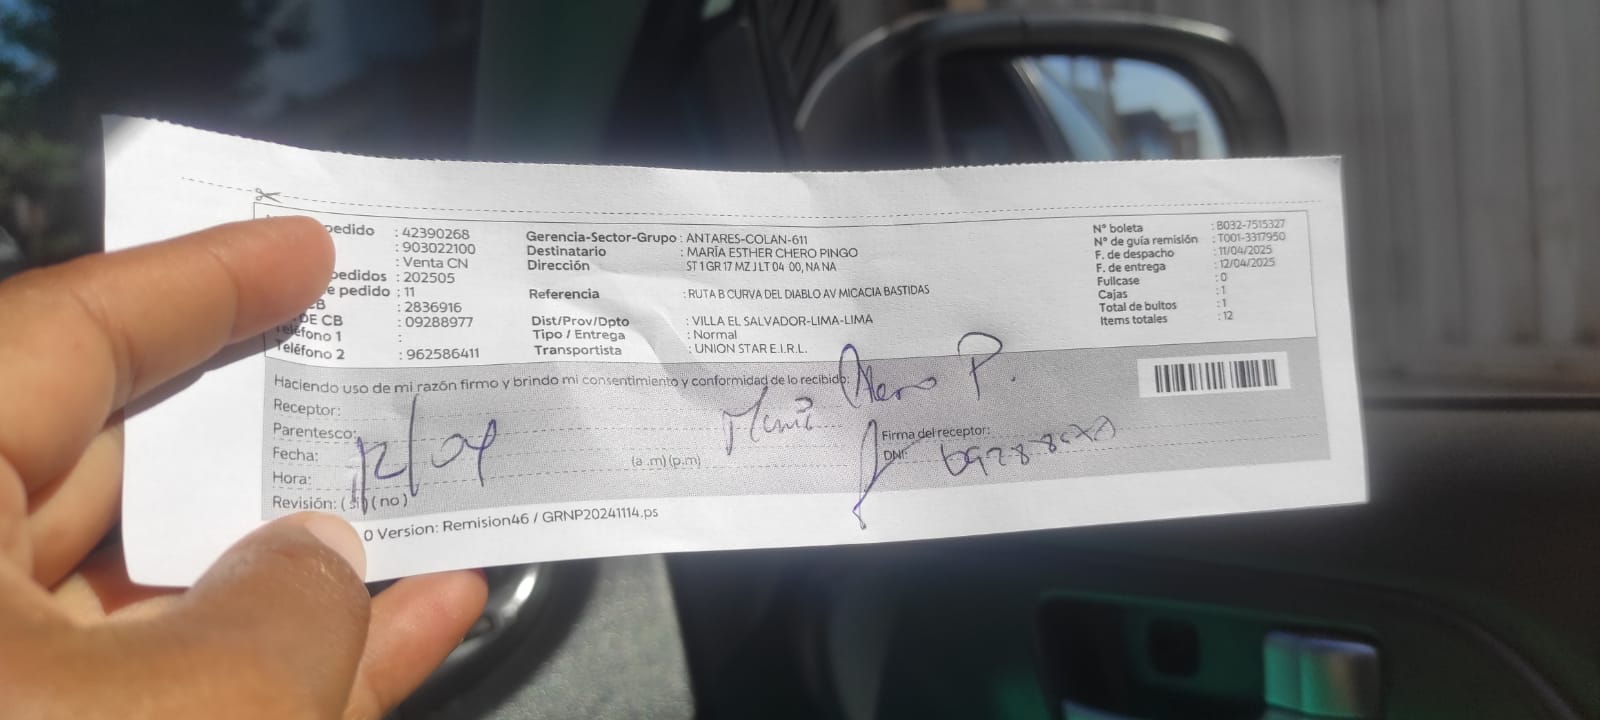 pedido : 42390268
: 903022100
: Venta CN
pedidos : 202505
e pedido : 11
CB : 2836916
DE CB : 09288977
Teléfono 1 :
Teléfono 2 : 962586411
Gerencia-Sector-Grupo : ANTARES-COLAN-611
Destinatario : MARÍA ESTHER CHERO PINGO
Dirección : ST 1 GR 17 MZ J LT 04 00, NA NA
Referencia : RUTA B CURVA DEL DIABLO AV MICACIA BASTIDAS
Dist/Prov/Dpto : VILLA EL SALVADOR-LIMA-LIMA
Tipo / Entrega : Normal
Transportista : UNION STAR E.I.R.L.
N° boleta : B032-7515327
N° de guía remisión : T001-3317950
F. de despacho : 11/04/2025
F. de entrega : 12/04/2025
Fullcase : 0
Cajas : 1
Total de bultos : 1
Items totales : 12
Haciendo uso de mi razón firmo y brindo mi consentimiento y conformidad de lo recibido:
Receptor: P.
Parentesco:
Fecha: 12/04
Hora: (a .m) (p.m)
Revisión: ( si ) ( no )
Firma del receptor:
DNI:
0 Version: Remision46 / GRNP20241114.ps